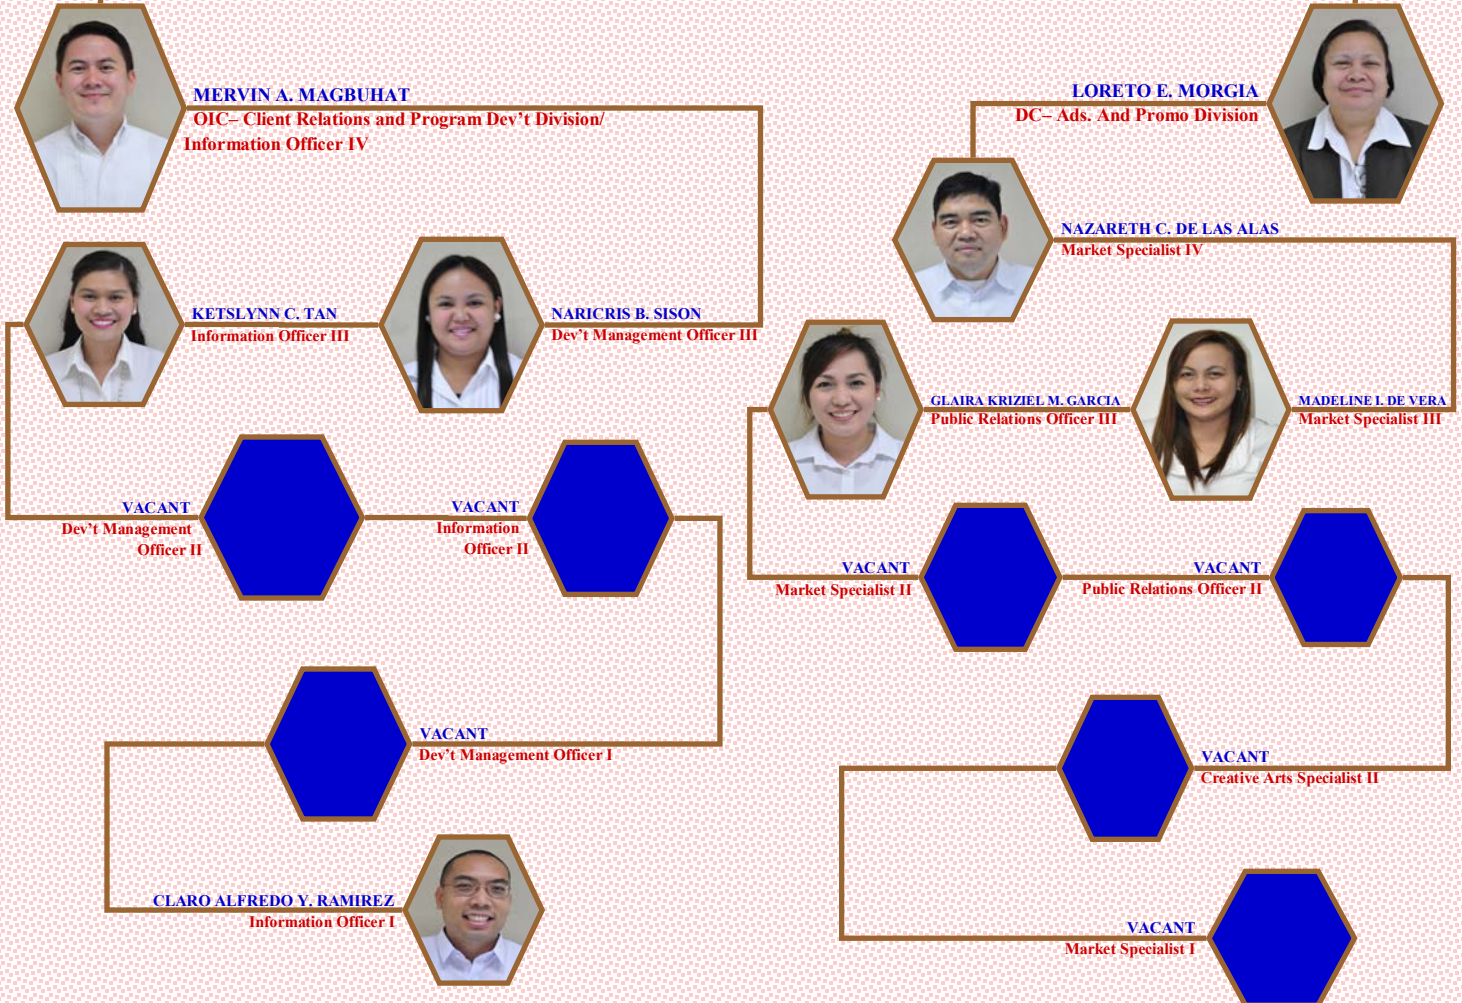 MERVIN A. MAGBUHAT
OIC– Client Relations and Program Dev’t Division/
Information Officer IV
LORETO E. MORGIA
DC– Ads. And Promo Division
NAZARETH C. DE LAS ALAS
Market Specialist IV
KETSLYNN C. TAN
Information Officer III
NARICRIS B. SISON
Dev’t Management Officer III
GLAIRA KRIZIEL M. GARCIA
Public Relations Officer III
MADELINE I. DE VERA
Market Specialist III
VACANT
Dev’t Management
Officer II
VACANT
Information
Officer II
VACANT
Market Specialist II
VACANT
Public Relations Officer II
VACANT
Dev’t Management Officer I
VACANT
Creative Arts Specialist II
CLARO ALFREDO Y. RAMIREZ
Information Officer I
VACANT
Market Specialist I